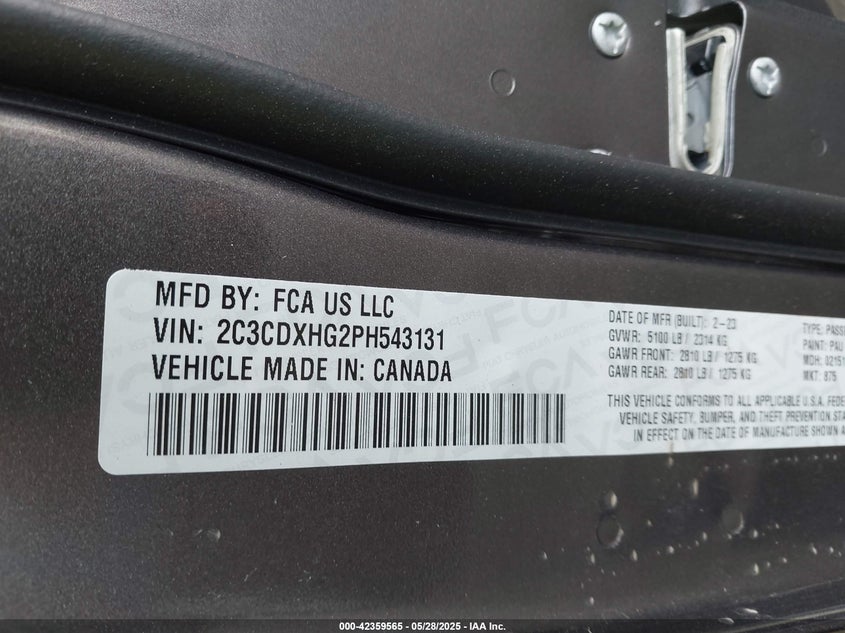 MFD BY: FCA US LLC
VIN: 2C3CDXHG2PH543131
VEHICLE MADE IN: CANADA
DATE OF MFR (BUILT): 2-23
GVWR: 5100 LB / 2314 KG
GAWR FRONT: 2810 LB / 1275 KG
GAWR REAR: 2810 LB / 1275 KG
THIS VEHICLE CONFORMS TO ALL APPLICABLE U.S.A. FEDE
VEHICLE SAFETY, BUMPER, AND THEFT PREVENTION STA
IN EFFECT ON THE DATE OF MANUFACTURE SHOWN A
TYPE: PASSE
PAINT: PAU
MDH: 02151
MKT: 875
000-42359565 - 05/28/2025 - IAA Inc.